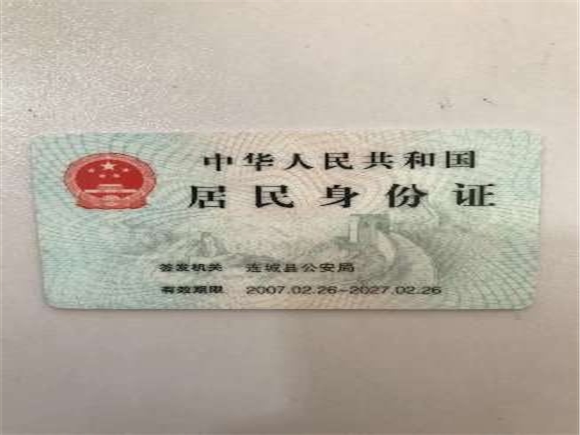 中华人民共和国
居民身份证
签发机关 连城县公安局
有效期限 2007.02.26-2027.02.26